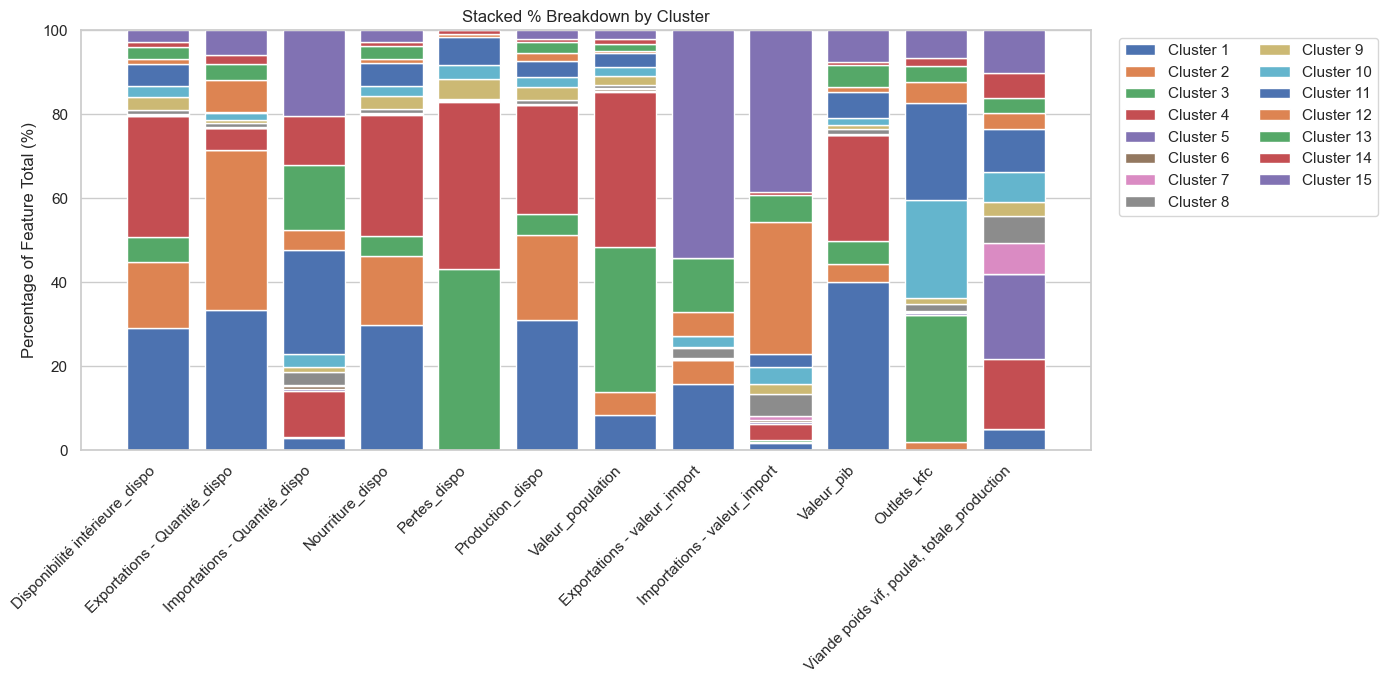 Stacked % Breakdown by Cluster
Percentage of Feature Total (%)
100
80
60
40
20
0
Disponibilité intérieure_dispo
Exportations - Quantité_dispo
Importations - Quantité_dispo
Nourriture_dispo
Pertes_dispo
Production_dispo
Valeur_population
Exportations - valeur_import
Importations - valeur_import
Valeur_pib
Outlets_kfc
Viande poids vif, poulet, totale_production
Cluster 1
Cluster 2
Cluster 3
Cluster 4
Cluster 5
Cluster 6
Cluster 7
Cluster 8
Cluster 9
Cluster 10
Cluster 11
Cluster 12
Cluster 13
Cluster 14
Cluster 15